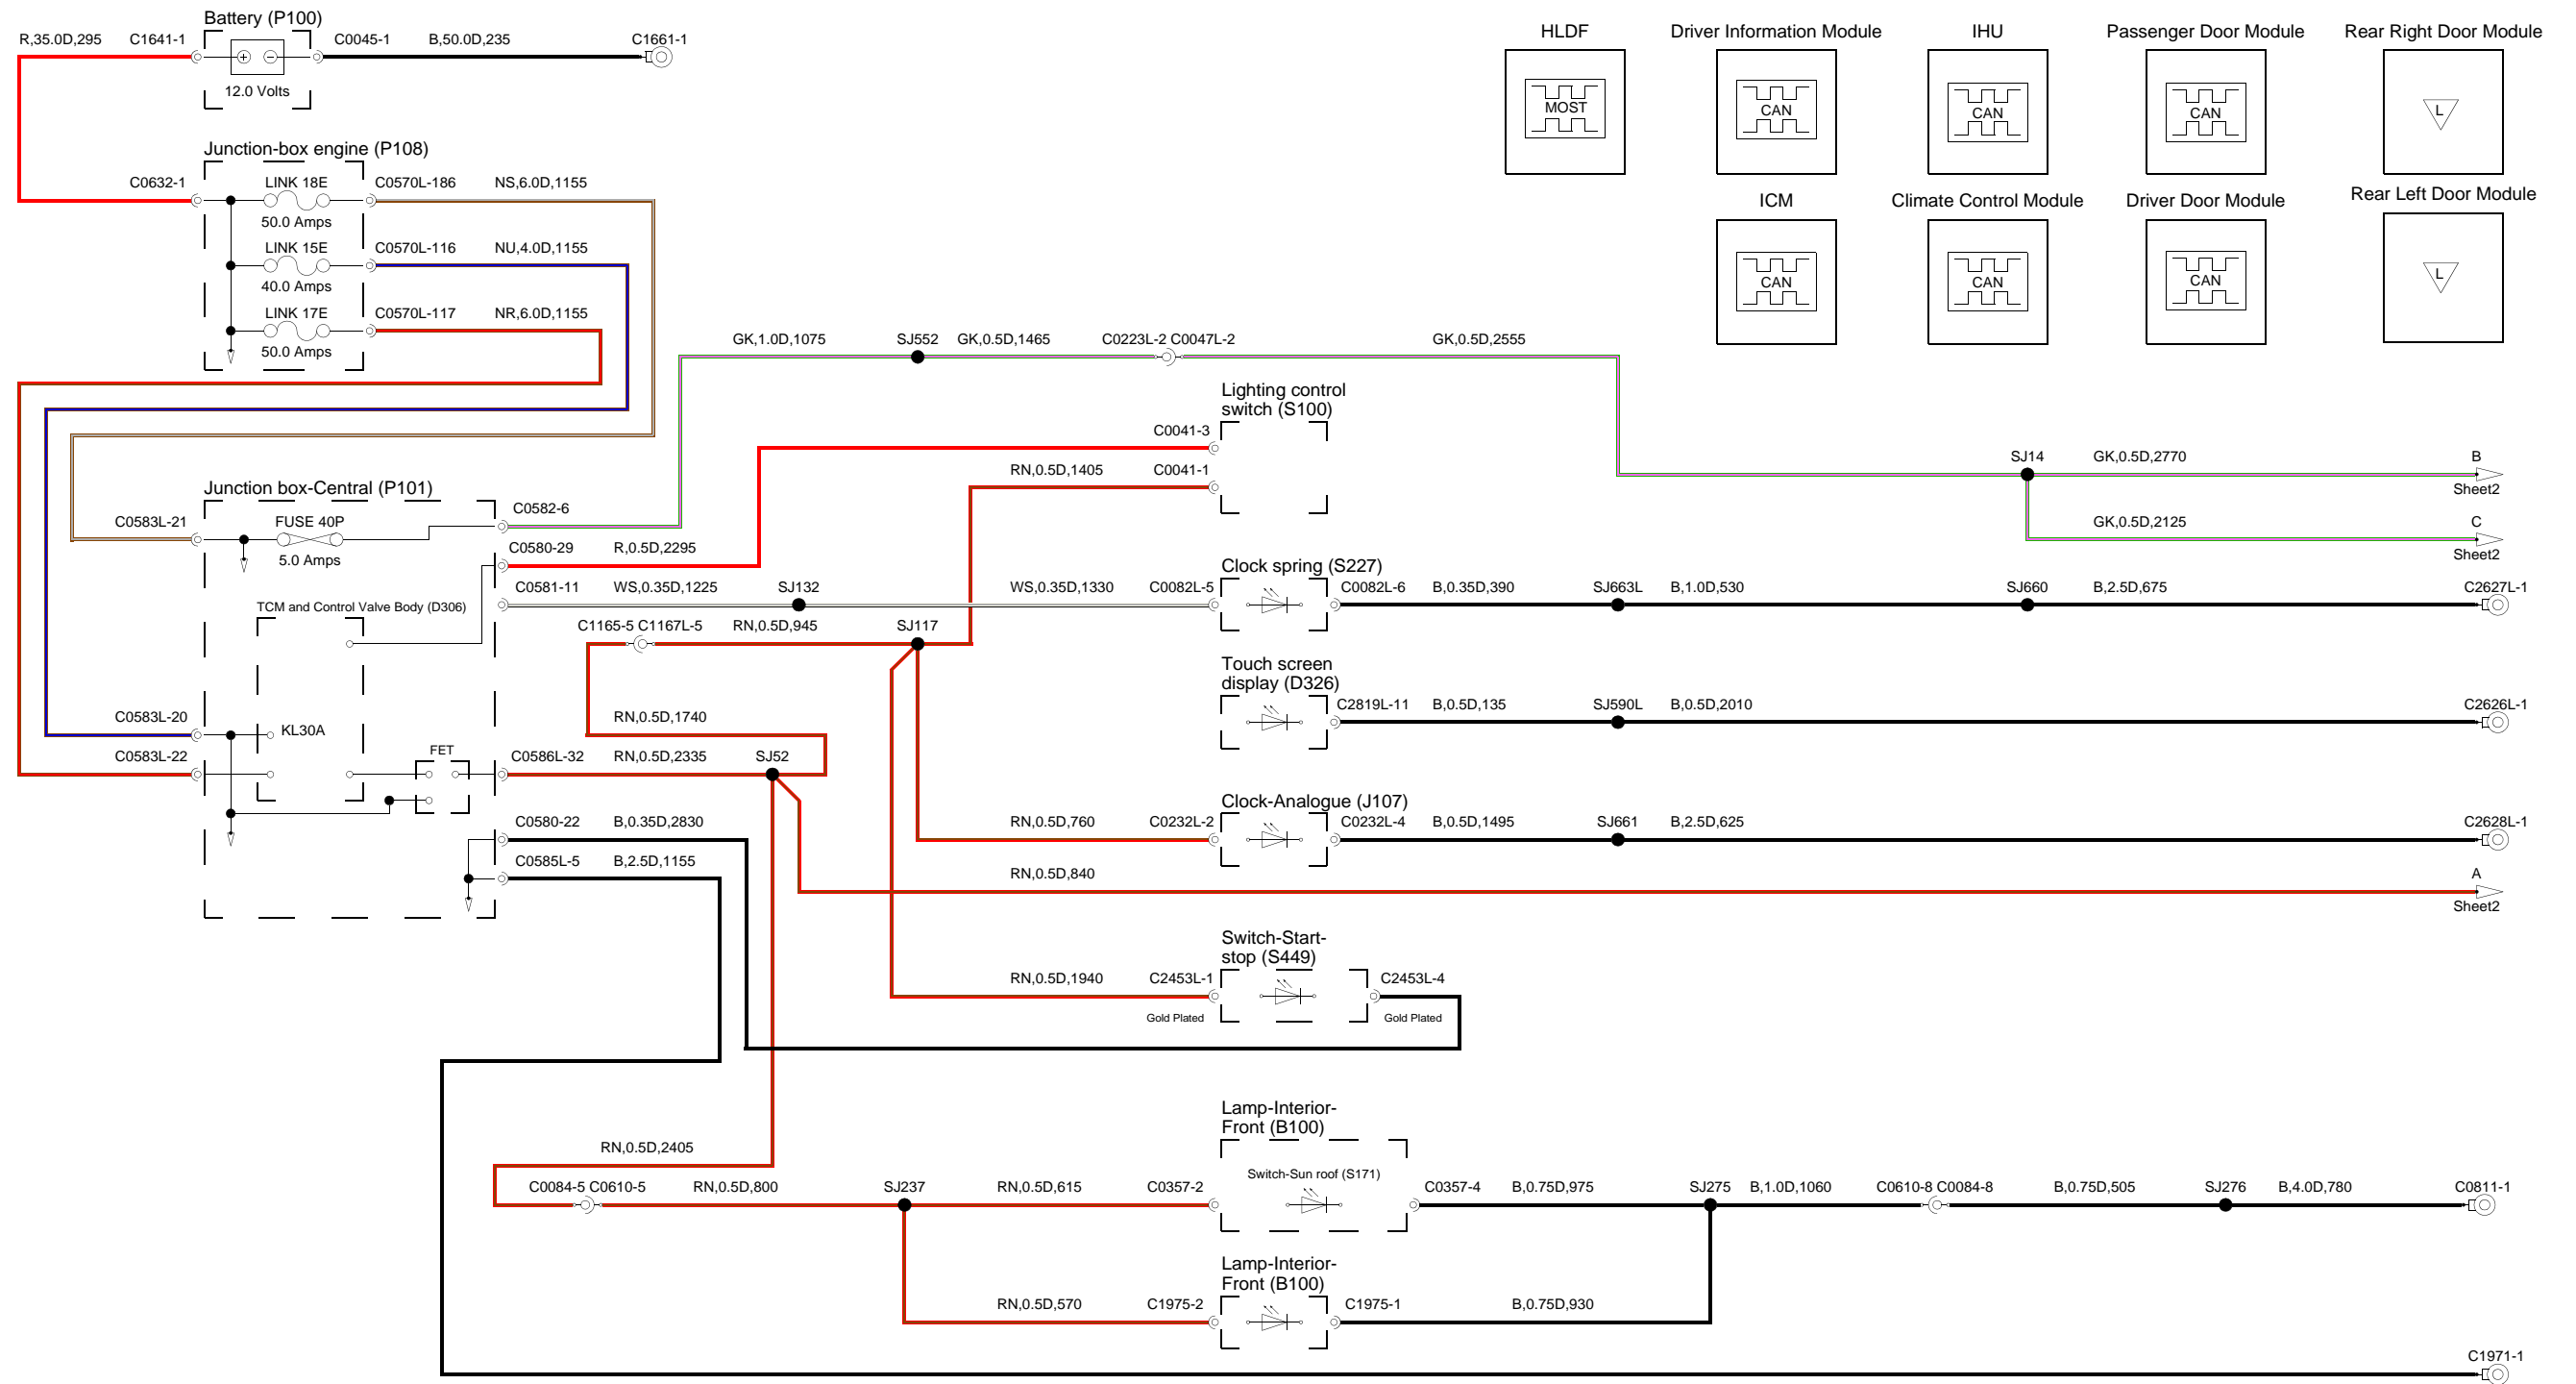 Battery (P100)
R,35.0D,295
C1641-1
C0045-1
B,50.0D,235
C1661-1
12.0 Volts
HLDF
MOST
Driver Information Module
CAN
IHU
CAN
Passenger Door Module
CAN
Rear Right Door Module
L
ICM
CAN
Climate Control Module
CAN
Driver Door Module
CAN
Rear Left Door Module
L
Junction-box engine (P108)
C0632-1
LINK 18E
50.0 Amps
C0570L-186
NS,6.0D,1155
LINK 15E
40.0 Amps
C0570L-116
NU,4.0D,1155
LINK 17E
50.0 Amps
C0570L-117
NR,6.0D,1155
GK,1.0D,1075
SJ552
GK,0.5D,1465
C0223L-2 C0047L-2
GK,0.5D,2555
Lighting control
switch (S100)
C0041-3
RN,0.5D,1405
C0041-1
SJ14
GK,0.5D,2770
B
Sheet2
GK,0.5D,2125
C
Sheet2
Junction box-Central (P101)
C0583L-21
FUSE 40P
5.0 Amps
C0582-6
C0580-29
R,0.5D,2295
C0581-11
WS,0.35D,1225
SJ132
WS,0.35D,1330
C0082L-5
Clock spring (S227)
C0082L-6
B,0.35D,390
SJ663L
B,1.0D,530
SJ660
B,2.5D,675
C2627L-1
TCM and Control Valve Body (D306)
C1165-5 C1167L-5
RN,0.5D,945
SJ117
Touch screen
display (D326)
C2819L-11
B,0.5D,135
SJ590L
B,0.5D,2010
C2626L-1
C0583L-20
KL30A
RN,0.5D,1740
C0583L-22
FET
C0586L-32
RN,0.5D,2335
SJ52
Clock-Analogue (J107)
RN,0.5D,760
C0232L-2
C0232L-4
B,0.5D,1495
SJ661
B,2.5D,625
C2628L-1
C0580-22
B,0.35D,2830
C0585L-5
B,2.5D,1155
RN,0.5D,840
A
Sheet2
Switch-Start-
stop (S449)
RN,0.5D,1940
C2453L-1
C2453L-4
Gold Plated
Gold Plated
Lamp-Interior-
Front (B100)
RN,0.5D,2405
Switch-Sun roof (S171)
C0084-5 C0610-5
RN,0.5D,800
SJ237
RN,0.5D,615
C0357-2
C0357-4
B,0.75D,975
SJ275
B,1.0D,1060
C0610-8 C0084-8
B,0.75D,505
SJ276
B,4.0D,780
C0811-1
Lamp-Interior-
Front (B100)
RN,0.5D,570
C1975-2
C1975-1
B,0.75D,930
C1971-1